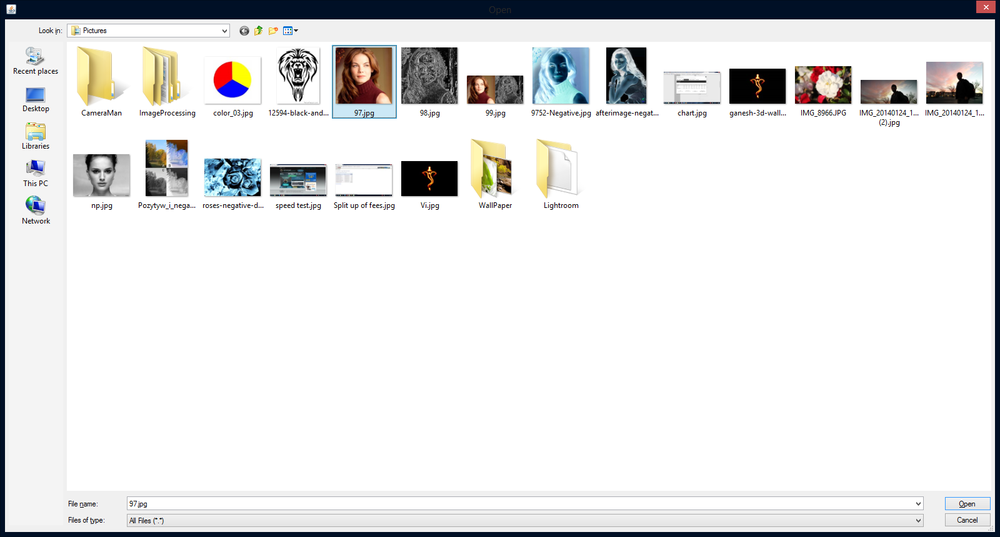 Open
Look in:
Pictures
Recent places
Desktop
Libraries
This PC
Network
CameraMan
ImageProcessing
color_03.jpg
12594-black-and...
97.jpg
98.jpg
99.jpg
9752-Negative.jpg
afterimage-negat...
chart.jpg
ganesh-3d-wall...
IMG_8966.JPG
IMG_20140124_1...
(2).jpg
IMG_20140124_1...
np.jpg
Pozytyw_i_nega...
roses-negative-d...
speed test.jpg
Split up of fees.jpg
Vi.jpg
WallPaper
Lightroom
File name:
97.jpg
Open
Files of type:
All Files (*.*)
Cancel